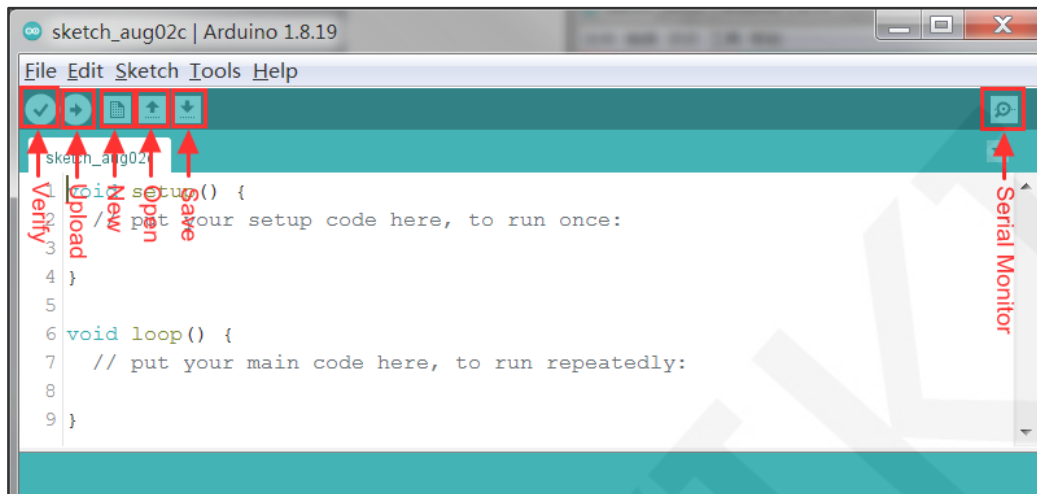 sketch_aug02c | Arduino 1.8.19
File Edit Sketch Tools Help
sketch_aug02c
Verify
Upload
New
Open
Save
Serial Monitor
1 void setup() {
2 // put your setup code here, to run once:
3
4 }
5
6 void loop() {
7 // put your main code here, to run repeatedly:
8
9 }